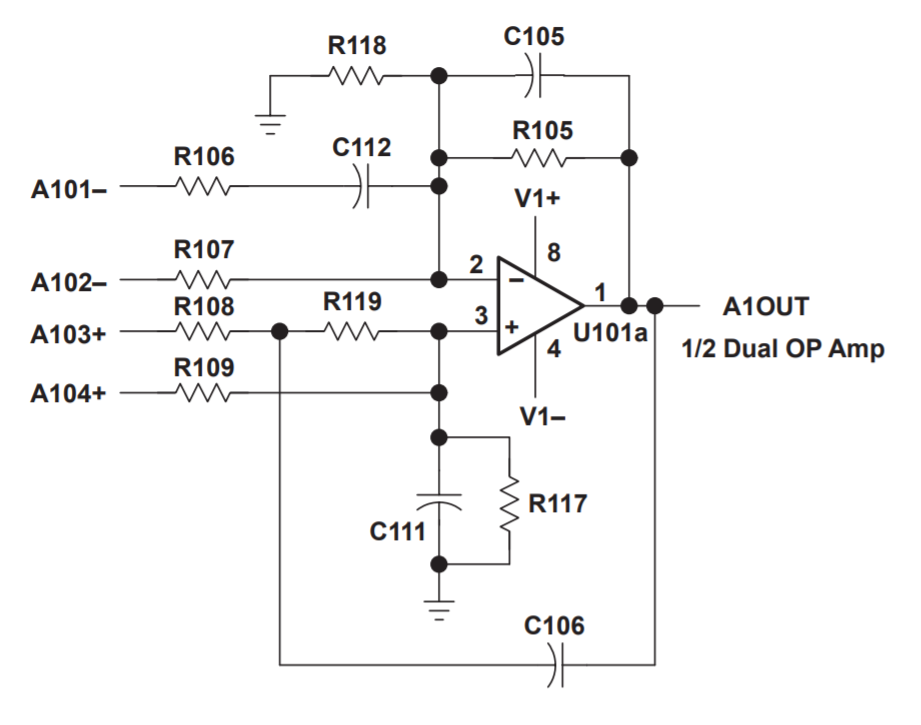 C105
R118
R105
R106
C112
A101–
V1+
R107
8
2
–
A102–
1
A1OUT
R108
R119
3
+
A103+
U101a
1/2 Dual OP Amp
4
R109
A104+
V1–
R117
C111
C106